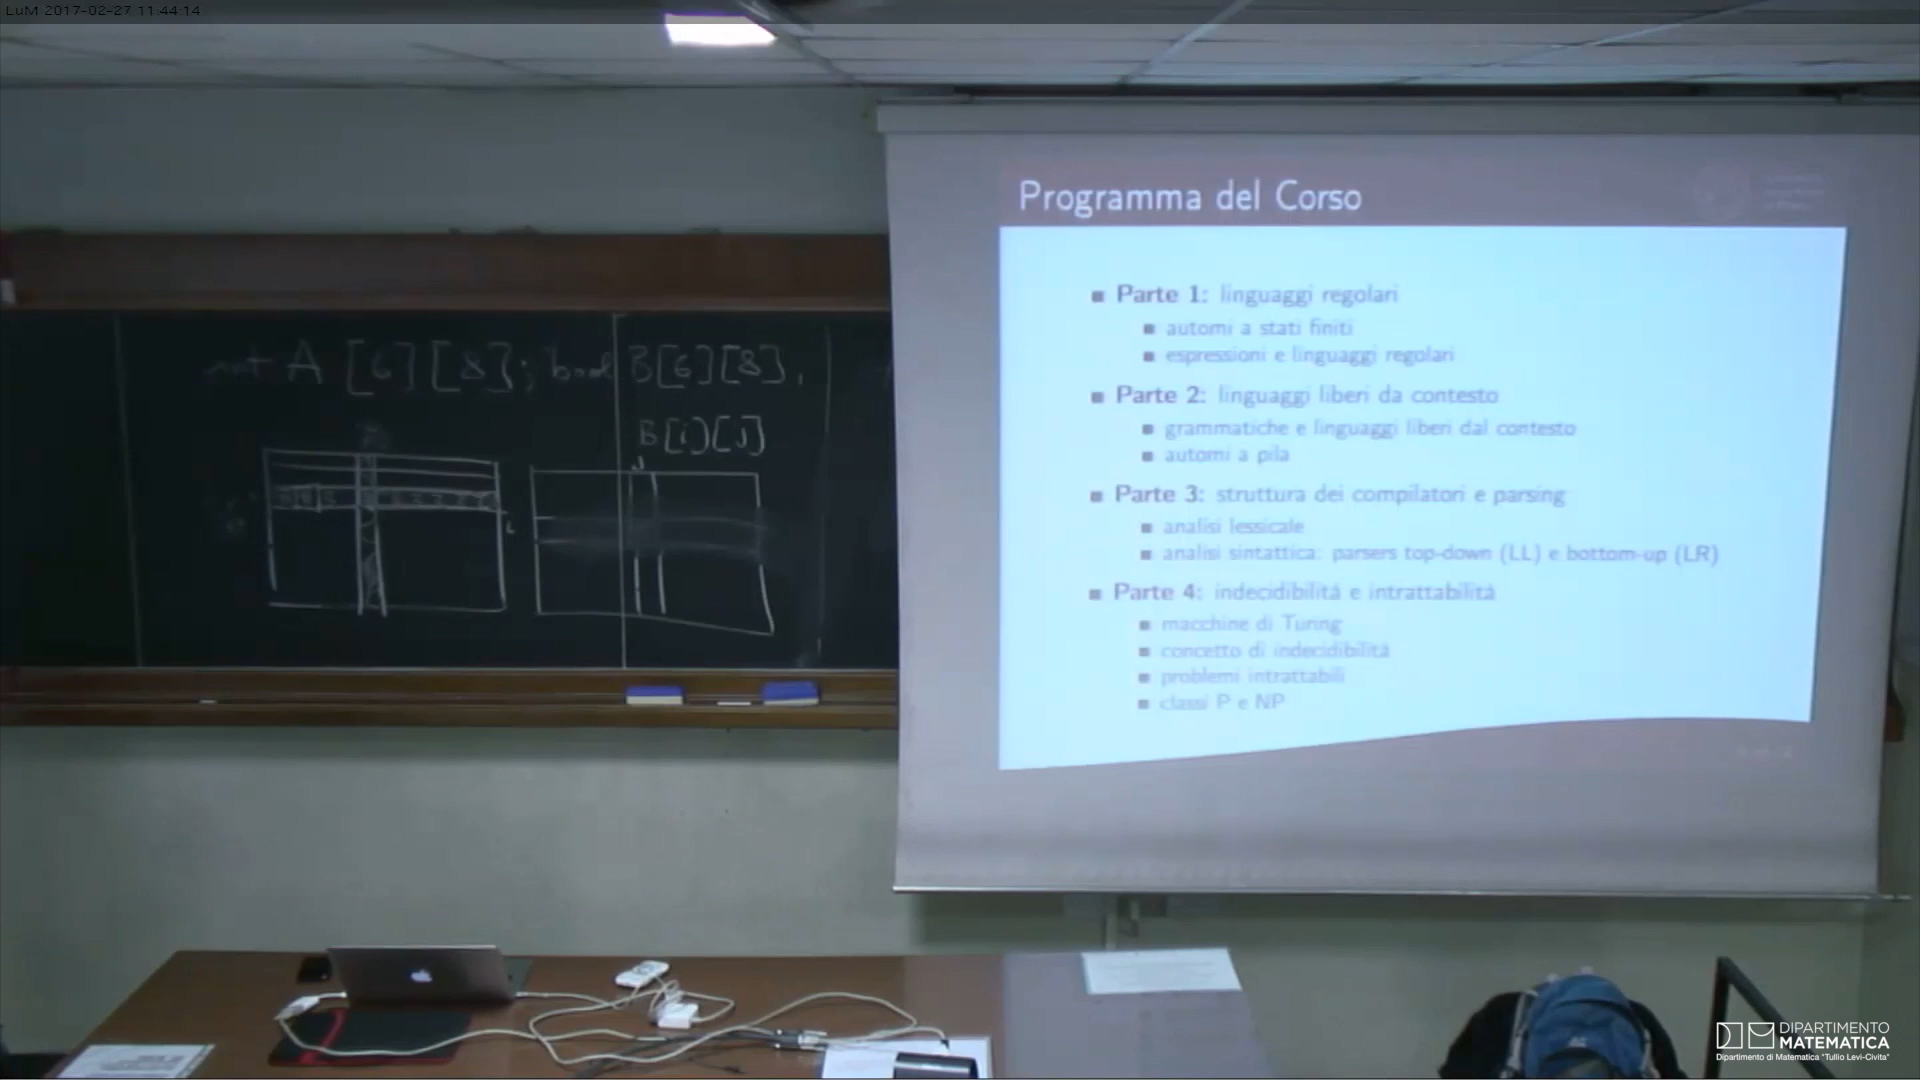 LuM 2017-02-27 11:44:14
Programma del Corso
Parte 1: linguaggi regolari
automi a stati finiti
espressioni e linguaggi regolari
Parte 2: linguaggi liberi da contesto
grammatiche e linguaggi liberi dal contesto
automi a pila
Parte 3: struttura dei compilatori e parsing
analisi lessicale
analisi sintattica: parsers top-down (LL) e bottom-up (LR)
Parte 4: indecidibilità e intrattabilità
macchine di Turing
concetto di indecidibilità
problemi intrattabili
classi P e NP
int A [6][8]; bool B[6][8],
B[i][j]
DIPARTIMENTO
MATEMATICA
Dipartimento di Matematica "Tullio Levi-Civita"